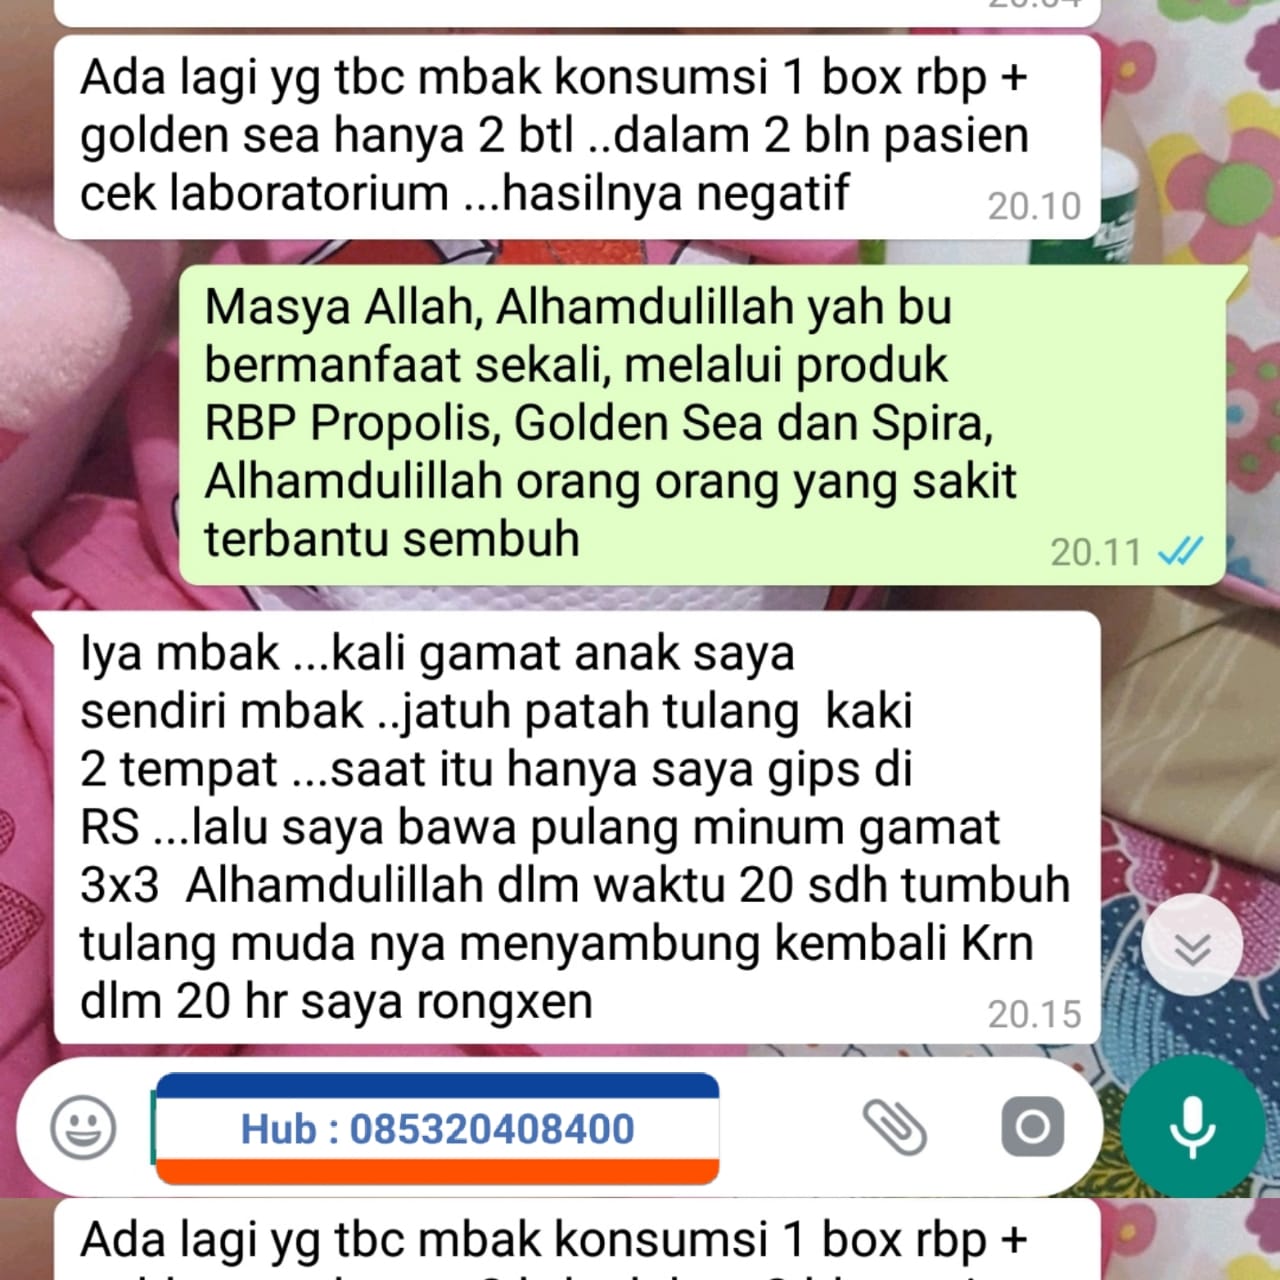 Ada lagi yg tbc mbak konsumsi 1 box rbp +
golden sea hanya 2 btl ..dalam 2 bln pasien
cek laboratorium ...hasilnya negatif
20.10
Masya Allah, Alhamdulillah yah bu
bermanfaat sekali, melalui produk
RBP Propolis, Golden Sea dan Spira,
Alhamdulillah orang orang yang sakit
terbantu sembuh
20.11
Iya mbak ...kali gamat anak saya
sendiri mbak ..jatuh patah tulang  kaki
2 tempat ...saat itu hanya saya gips di
RS ...lalu saya bawa pulang minum gamat
3x3  Alhamdulillah dlm waktu 20 sdh tumbuh
tulang muda nya menyambung kembali Krn
dlm 20 hr saya rongxen
20.15
Hub : 085320408400
Ada lagi yg tbc mbak konsumsi 1 box rbp +